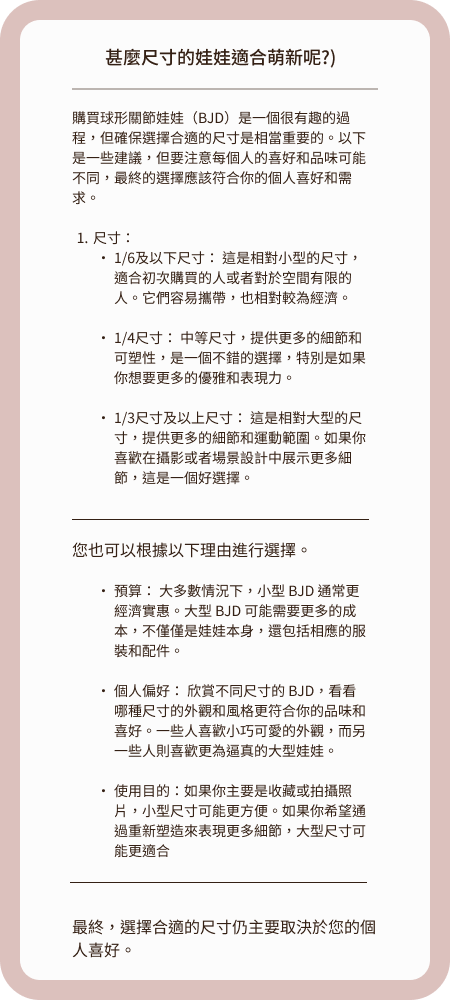 甚麼尺寸的娃娃適合萌新呢?)
購買球形關節娃娃（BJD）是一個很有趣的過
程，但確保選擇合適的尺寸是相當重要的。以下
是一些建議，但要注意每個人的喜好和品味可能
不同，最終的選擇應該符合你的個人喜好和需
求。
1. 尺寸：
• 1/6及以下尺寸： 這是相對小型的尺寸，
適合初次購買的人或者對於空間有限的
人。它們容易攜帶，也相對較為經濟。
• 1/4尺寸： 中等尺寸，提供更多的細節和
可塑性，是一個不錯的選擇，特別是如果
你想要更多的優雅和表現力。
• 1/3尺寸及以上尺寸： 這是相對大型的尺
寸，提供更多的細節和運動範圍。如果你
喜歡在攝影或者場景設計中展示更多細
節，這是一個好選擇。
您也可以根據以下理由進行選擇。
• 預算： 大多數情況下，小型 BJD 通常更
經濟實惠。大型 BJD 可能需要更多的成
本，不僅僅是娃娃本身，還包括相應的服
裝和配件。
• 個人偏好： 欣賞不同尺寸的 BJD，看看
哪種尺寸的外觀和風格更符合你的品味和
喜好。一些人喜歡小巧可愛的外觀，而另
一些人則喜歡更為逼真的大型娃娃。
• 使用目的：如果你主要是收藏或拍攝照
片，小型尺寸可能更方便。如果你希望通
過重新塑造來表現更多細節，大型尺寸可
能更適合
最終，選擇合適的尺寸仍主要取決於您的個
人喜好。